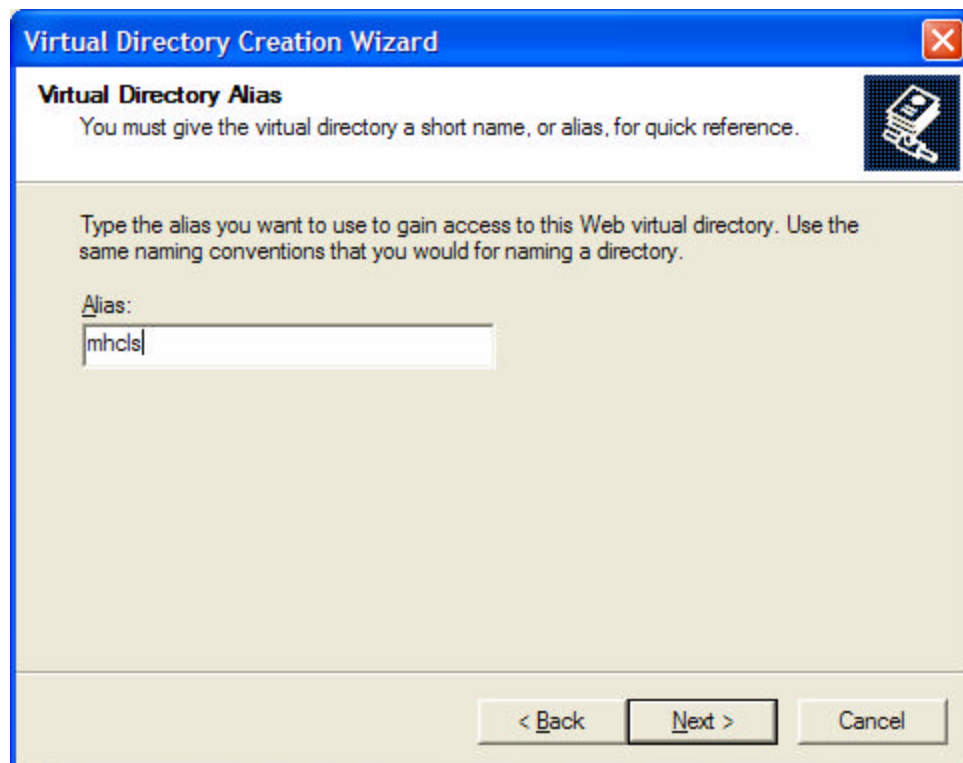 Virtual Directory Creation Wizard
Virtual Directory Alias
You must give the virtual directory a short name, or alias, for quick reference.
Type the alias you want to use to gain access to this Web virtual directory. Use the
same naming conventions that you would for naming a directory.
Alias:
mhcls
< Back Next > Cancel